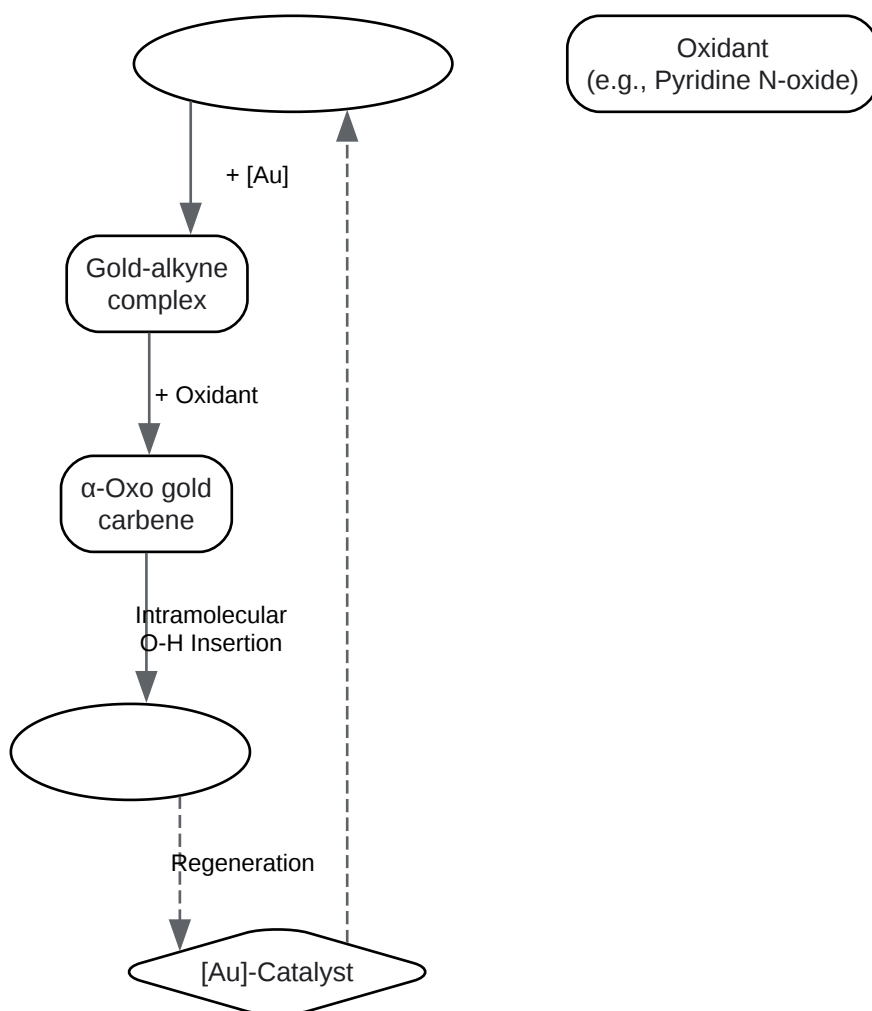 Oxidant
(e.g., Pyridine N-oxide)
+ [Au]
Gold-alkyne
complex
+ Oxidant
α-Oxo gold
carbene
Intramolecular
O-H Insertion
Regeneration
[Au]-Catalyst